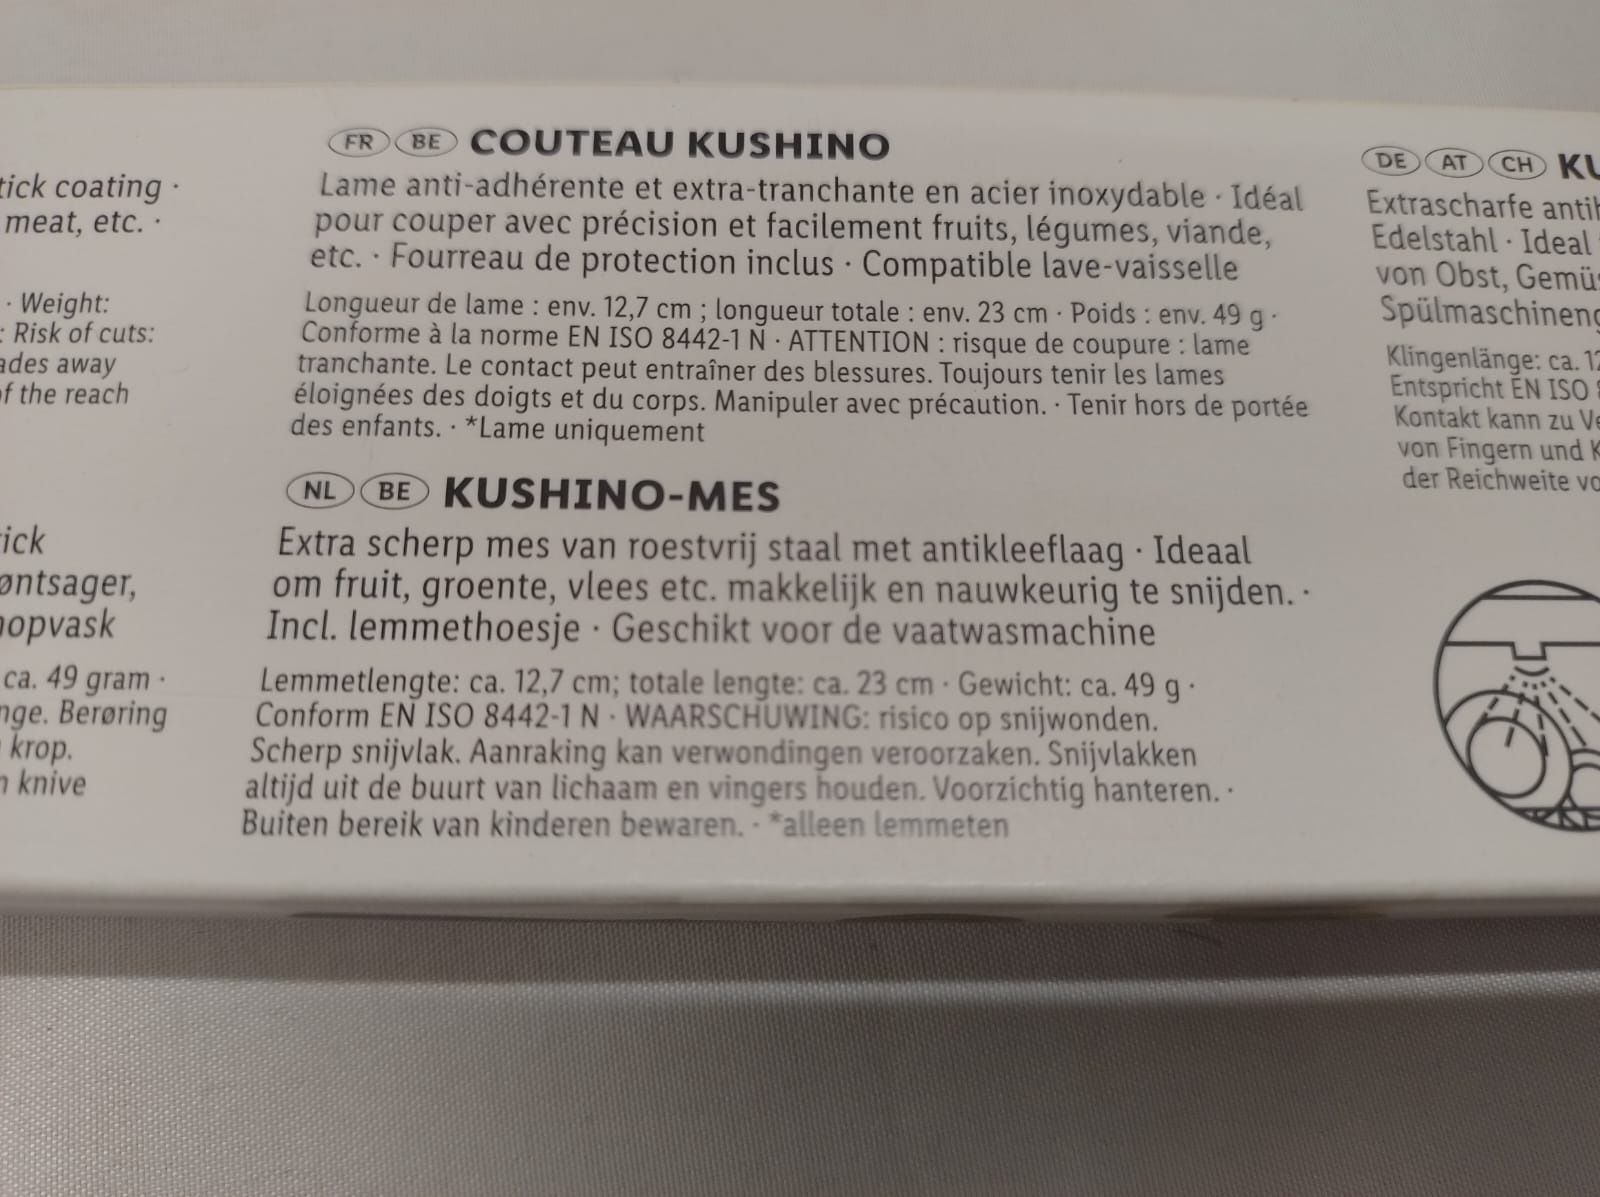 tick coating ·
meat, etc. ·
· Weight:
: Risk of cuts:
ades away
of the reach
ick
øntsager,
nopvask
ca. 49 gram ·
nge. Berøring
krop.
n knive
FR BE COUTEAU KUSHINO
Lame anti-adhérente et extra-tranchante en acier inoxydable · Idéal
pour couper avec précision et facilement fruits, légumes, viande,
etc. · Fourreau de protection inclus · Compatible lave-vaisselle
Longueur de lame : env. 12,7 cm ; longueur totale : env. 23 cm · Poids : env. 49 g ·
Conforme à la norme EN ISO 8442-1 N · ATTENTION : risque de coupure : lame
tranchante. Le contact peut entraîner des blessures. Toujours tenir les lames
éloignées des doigts et du corps. Manipuler avec précaution. · Tenir hors de portée
des enfants. · *Lame uniquement
NL BE KUSHINO-MES
Extra scherp mes van roestvrij staal met antikleeflaag · Ideaal
om fruit, groente, vlees etc. makkelijk en nauwkeurig te snijden. ·
Incl. lemmethoesje · Geschikt voor de vaatwasmachine
Lemmetlengte: ca. 12,7 cm; totale lengte: ca. 23 cm · Gewicht: ca. 49 g ·
Conform EN ISO 8442-1 N · WAARSCHUWING: risico op snijwonden.
Scherp snijvlak. Aanraking kan verwondingen veroorzaken. Snijvlakken
altijd uit de buurt van lichaam en vingers houden. Voorzichtig hanteren. ·
Buiten bereik van kinderen bewaren. · *alleen lemmeten
DE AT CH KU
Extrascharfe antih
Edelstahl · Ideal
von Obst, Gemüs
Spülmaschineng
Klingenlänge: ca. 12
Entspricht EN ISO 8
Kontakt kann zu Ve
von Fingern und K
der Reichweite vo